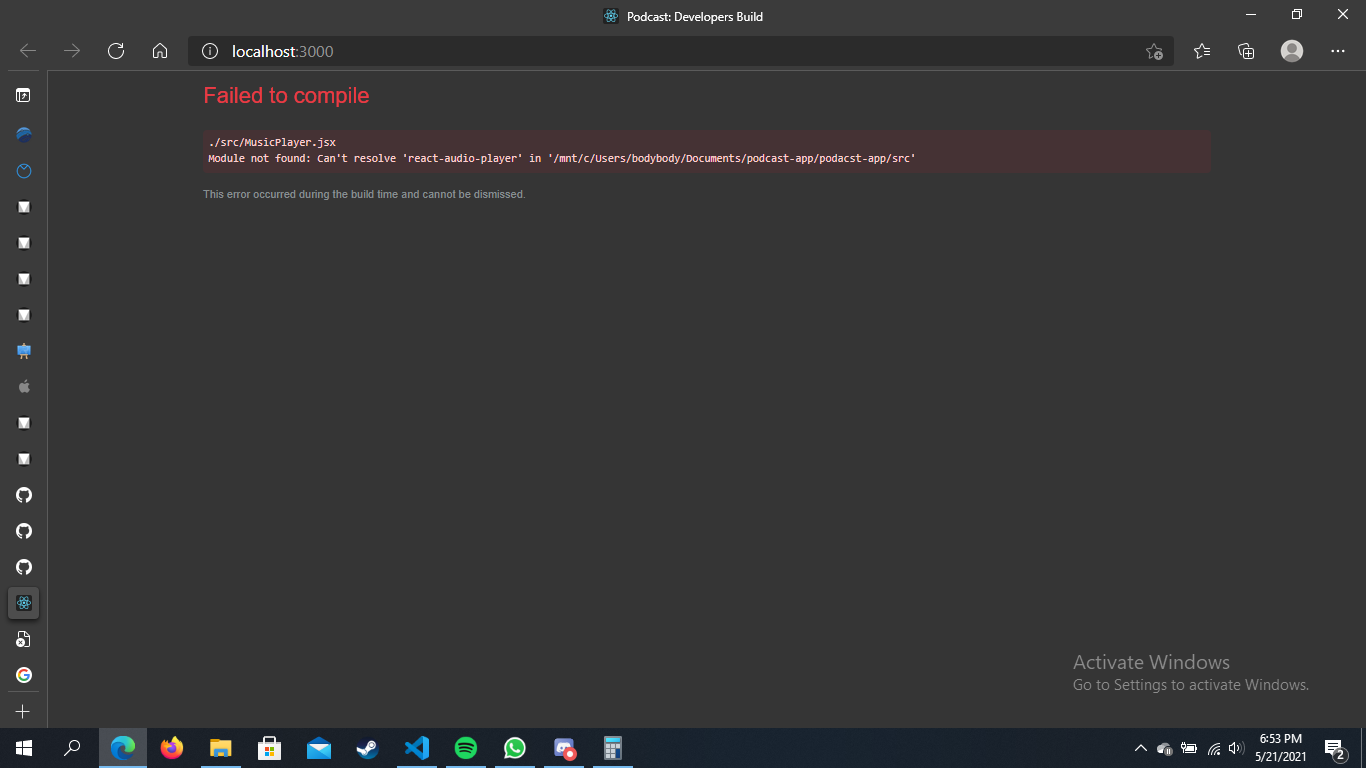 Podcast: Developers Build
localhost:3000
Failed to compile
./src/MusicPlayer.jsx
Module not found: Can't resolve 'react-audio-player' in '/mnt/c/Users/bodybody/Documents/podcast-app/podacst-app/src'
This error occurred during the build time and cannot be dismissed.
Activate Windows
Go to Settings to activate Windows.
6:53 PM
5/21/2021
2